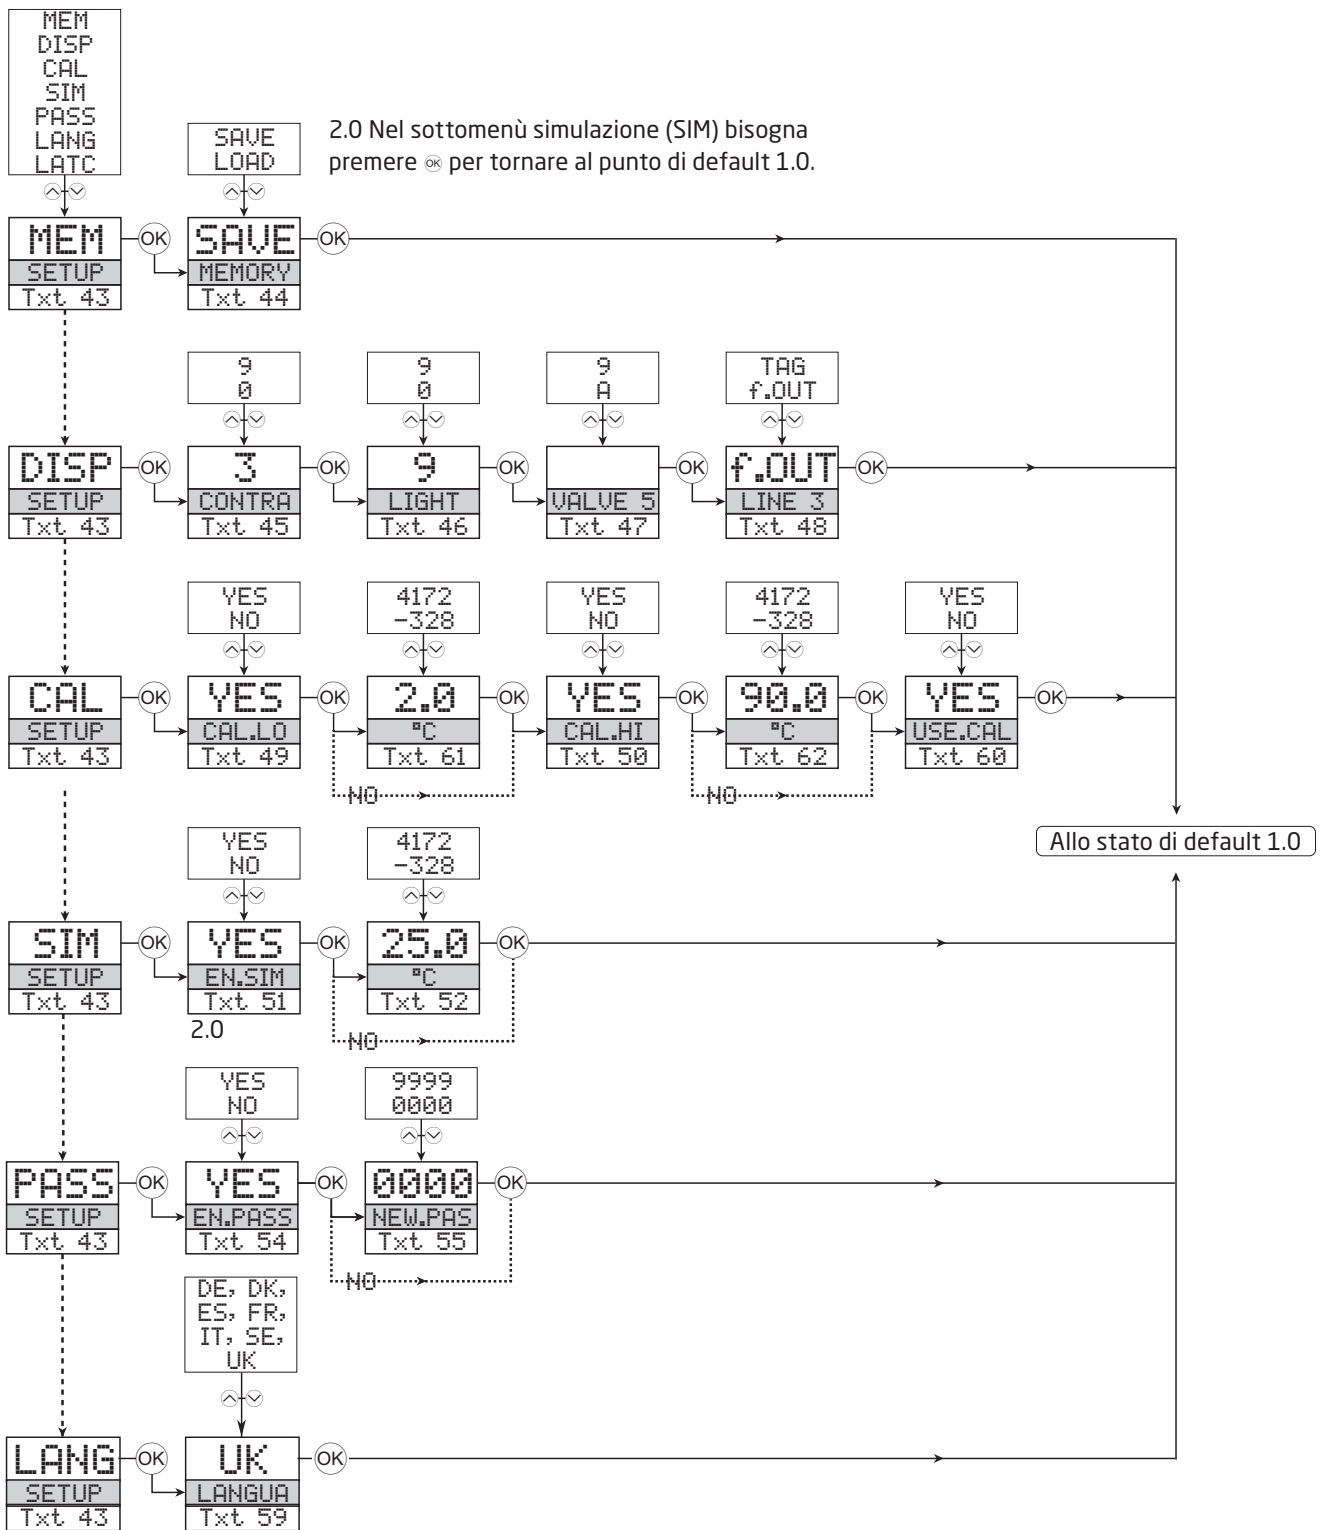 MEM
DISP
CAL
SIM
PASS
LANG
LATC
SAVE
LOAD
2.0 Nel sottomenù simulazione (SIM) bisogna
premere OK per tornare al punto di default 1.0.
MEM OK SAVE OK
SETUP MEMORY
Txt 43 Txt 44
9 9 9 TAG
0 0 A f.OUT
DISP OK 3 OK 9 OK OK f.OUT OK
SETUP CONTRA LIGHT VALVE 5 LINE 3
Txt 43 Txt 45 Txt 46 Txt 47 Txt 48
YES 4172 YES 4172 YES
NO -328 NO -328 NO
CAL OK YES OK 2.0 OK YES OK 90.0 OK YES OK
SETUP CAL.LO °C CAL.HI °C USE.CAL
Txt 43 Txt 49 Txt 61 Txt 50 Txt 62 Txt 60
NO NO
Allo stato di default 1.0
YES 4172
NO -328
SIM OK YES OK 25.0 OK
SETUP EN.SIM °C
Txt 43 Txt 51 Txt 52
2.0
NO
YES 9999
NO 0000
PASS OK YES OK 0000 OK
SETUP EN.PASS NEW.PAS
Txt 43 Txt 54 Txt 55
NO
DE, DK,
ES, FR,
IT, SE,
UK
LANG OK UK OK
SETUP LANGUA
Txt 43 Txt 59